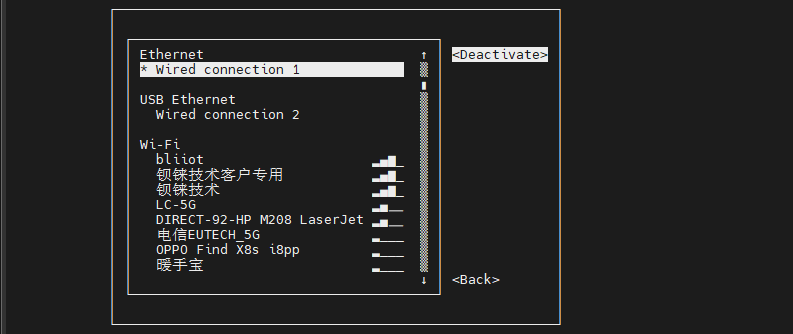 Ethernet ↑ <Deactivate>
* Wired connection 1
USB Ethernet
Wired connection 2
Wi-Fi
bliiot
钡铼技术客户专用
钡铼技术
LC-5G
DIRECT-92-HP M208 LaserJet
电信EUTECH_5G
OPPO Find X8s i8pp
暖手宝
↓ <Back>